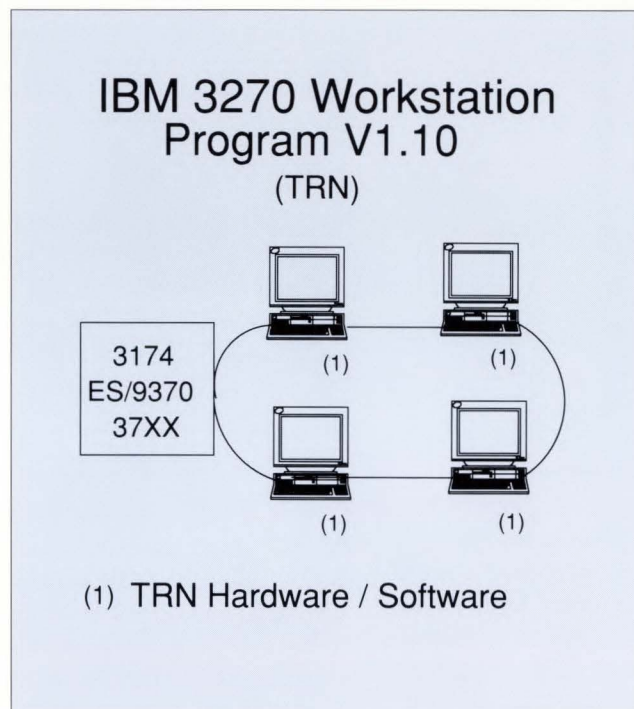 IBM 3270 Workstation
Program V1.10
(TRN)
(1)
(1)
3174
ES/9370
37XX
(1)
(1)
(1) TRN Hardware / Software